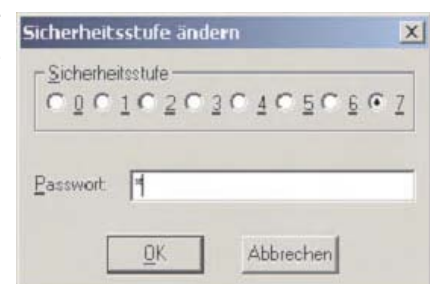 Sicherheitsstufe ändern
Sicherheitsstufe
0 1 2 3 4 5 6 7
Passwort: *
OK Abbrechen